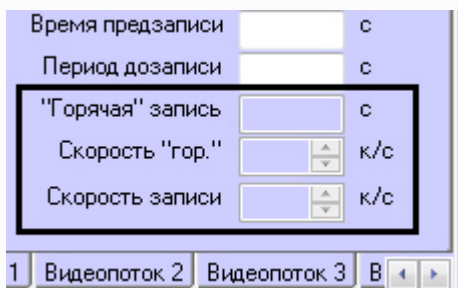 Время предзаписи с
Период дозаписи с
"Горячая" запись с
Скорость "гор." к/с
Скорость записи к/с
1 Видеопоток 2 Видеопоток 3 В